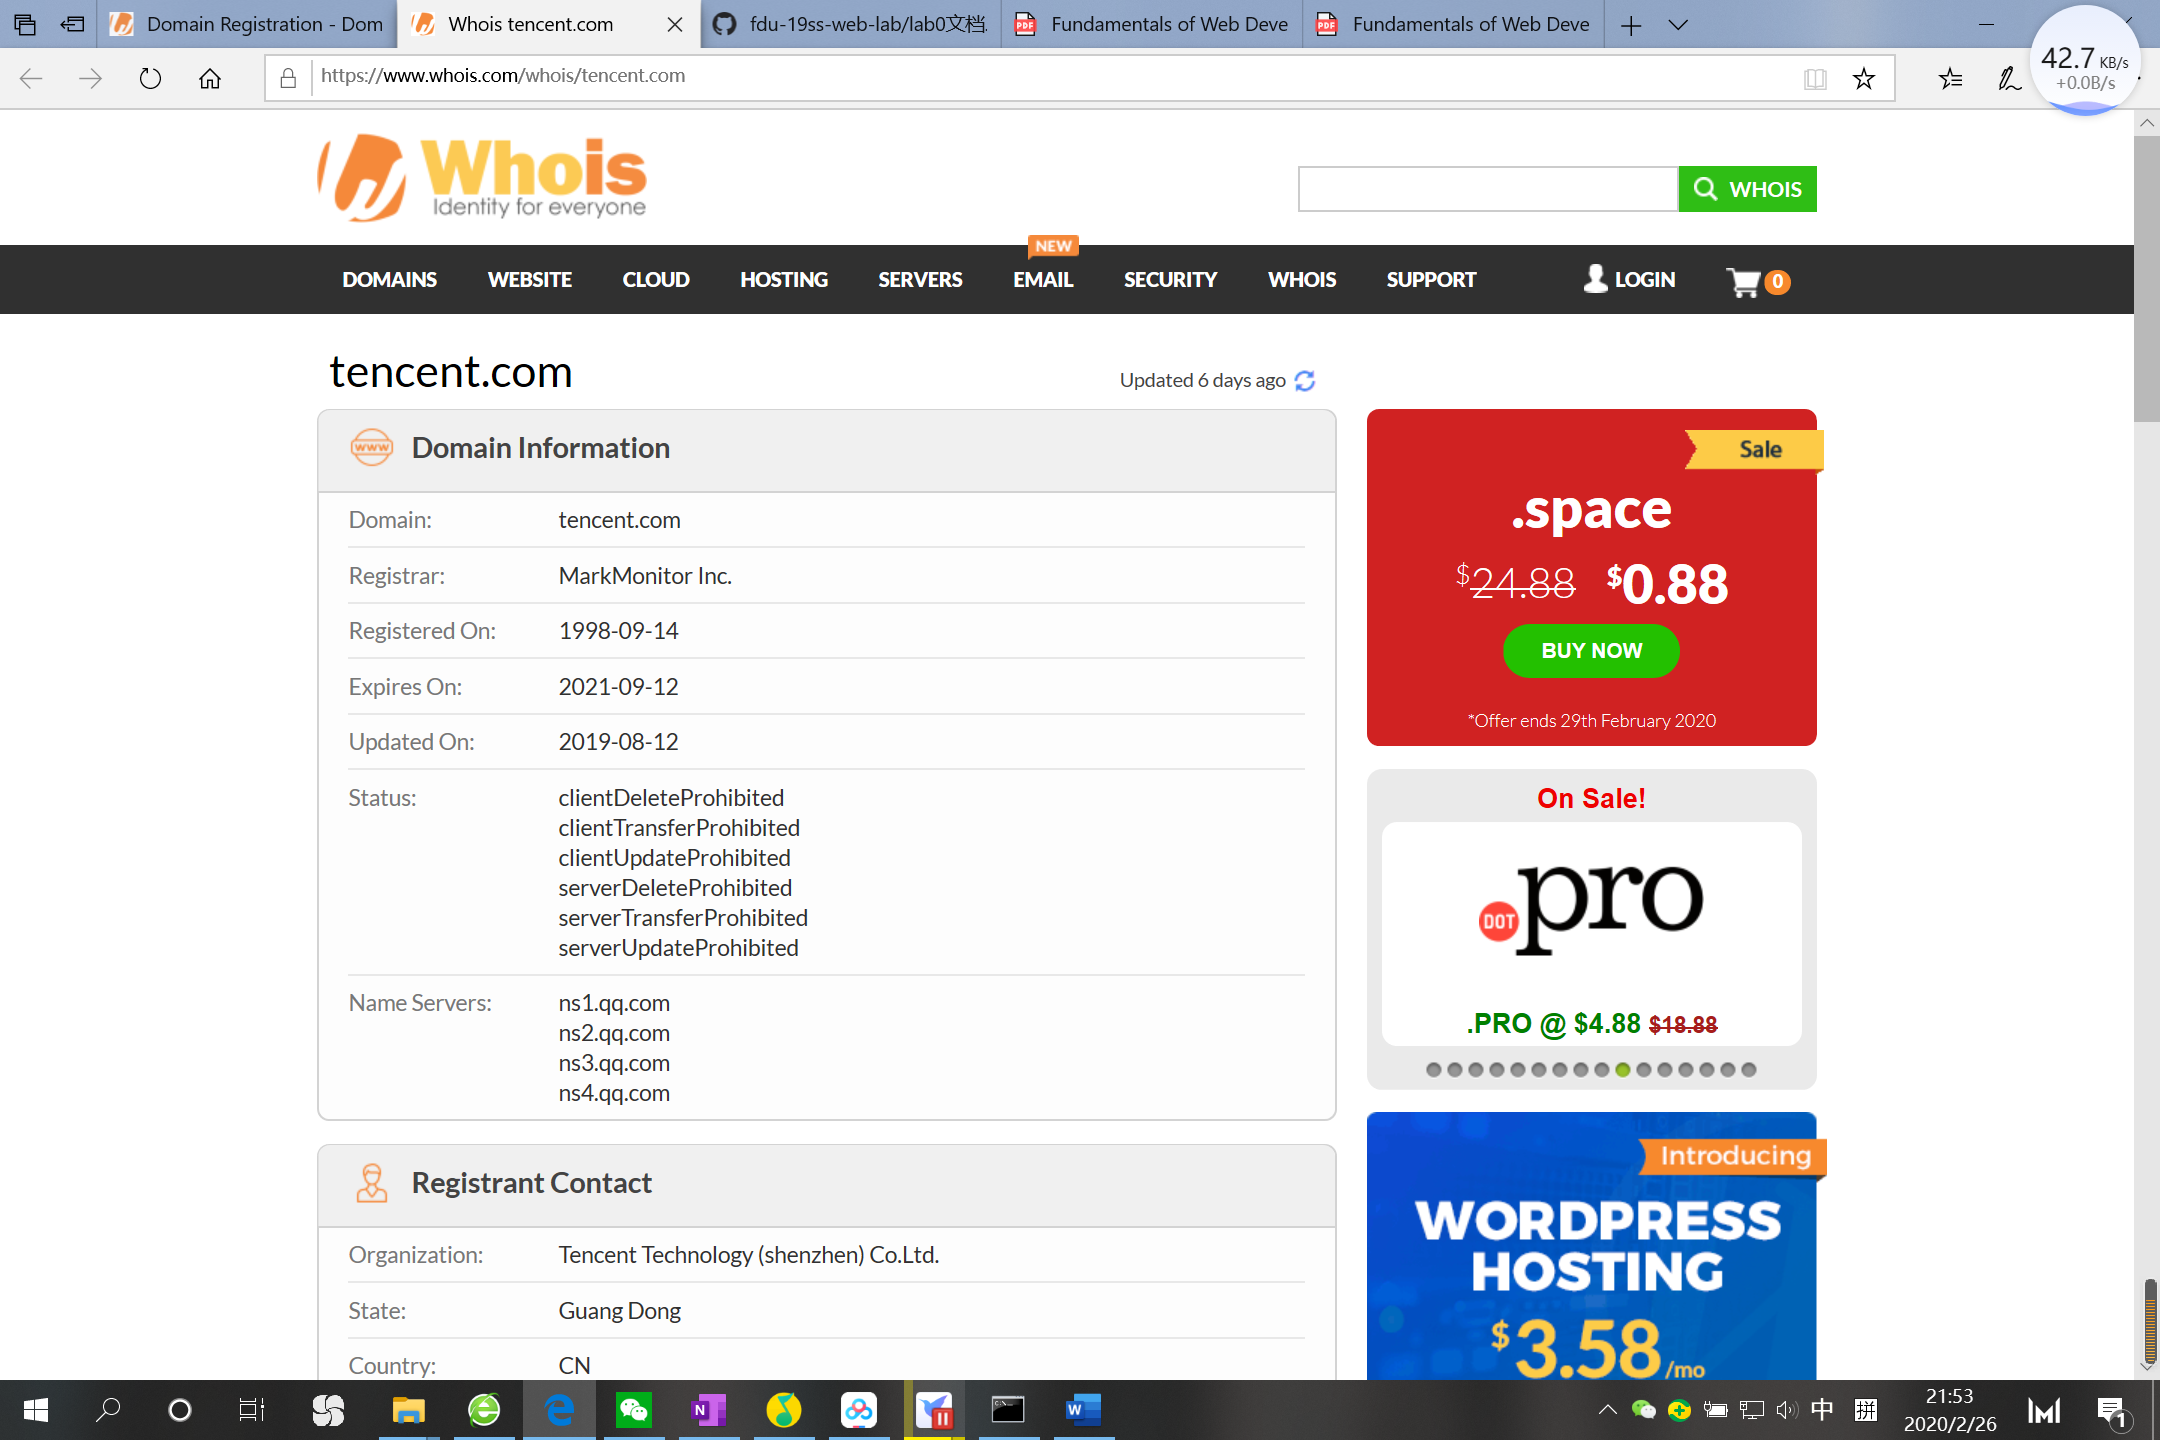 Domain Registration - Dom
Whois tencent.com
fdu-19ss-web-lab/lab0文档.
Fundamentals of Web Deve
Fundamentals of Web Deve
42.7 KB/s
+0.0B/s
https://www.whois.com/whois/tencent.com
Whois
Identity for everyone
WHOIS
NEW
DOMAINS
WEBSITE
CLOUD
HOSTING
SERVERS
EMAIL
SECURITY
WHOIS
SUPPORT
LOGIN
0
tencent.com
Updated 6 days ago
www
Domain Information
Domain: tencent.com
Registrar: MarkMonitor Inc.
Registered On: 1998-09-14
Expires On: 2021-09-12
Updated On: 2019-08-12
Status: clientDeleteProhibited
clientTransferProhibited
clientUpdateProhibited
serverDeleteProhibited
serverTransferProhibited
serverUpdateProhibited
Name Servers: ns1.qq.com
ns2.qq.com
ns3.qq.com
ns4.qq.com
Registrant Contact
Organization: Tencent Technology (shenzhen) Co.Ltd.
State: Guang Dong
Country: CN
Sale
.space
$24.88 $0.88
BUY NOW
*Offer ends 29th February 2020
On Sale!
DOT pro
.PRO @ $4.88 $18.88
Introducing
WORDPRESS
HOSTING
$3.58/mo
中
拼
21:53
2020/2/26
1